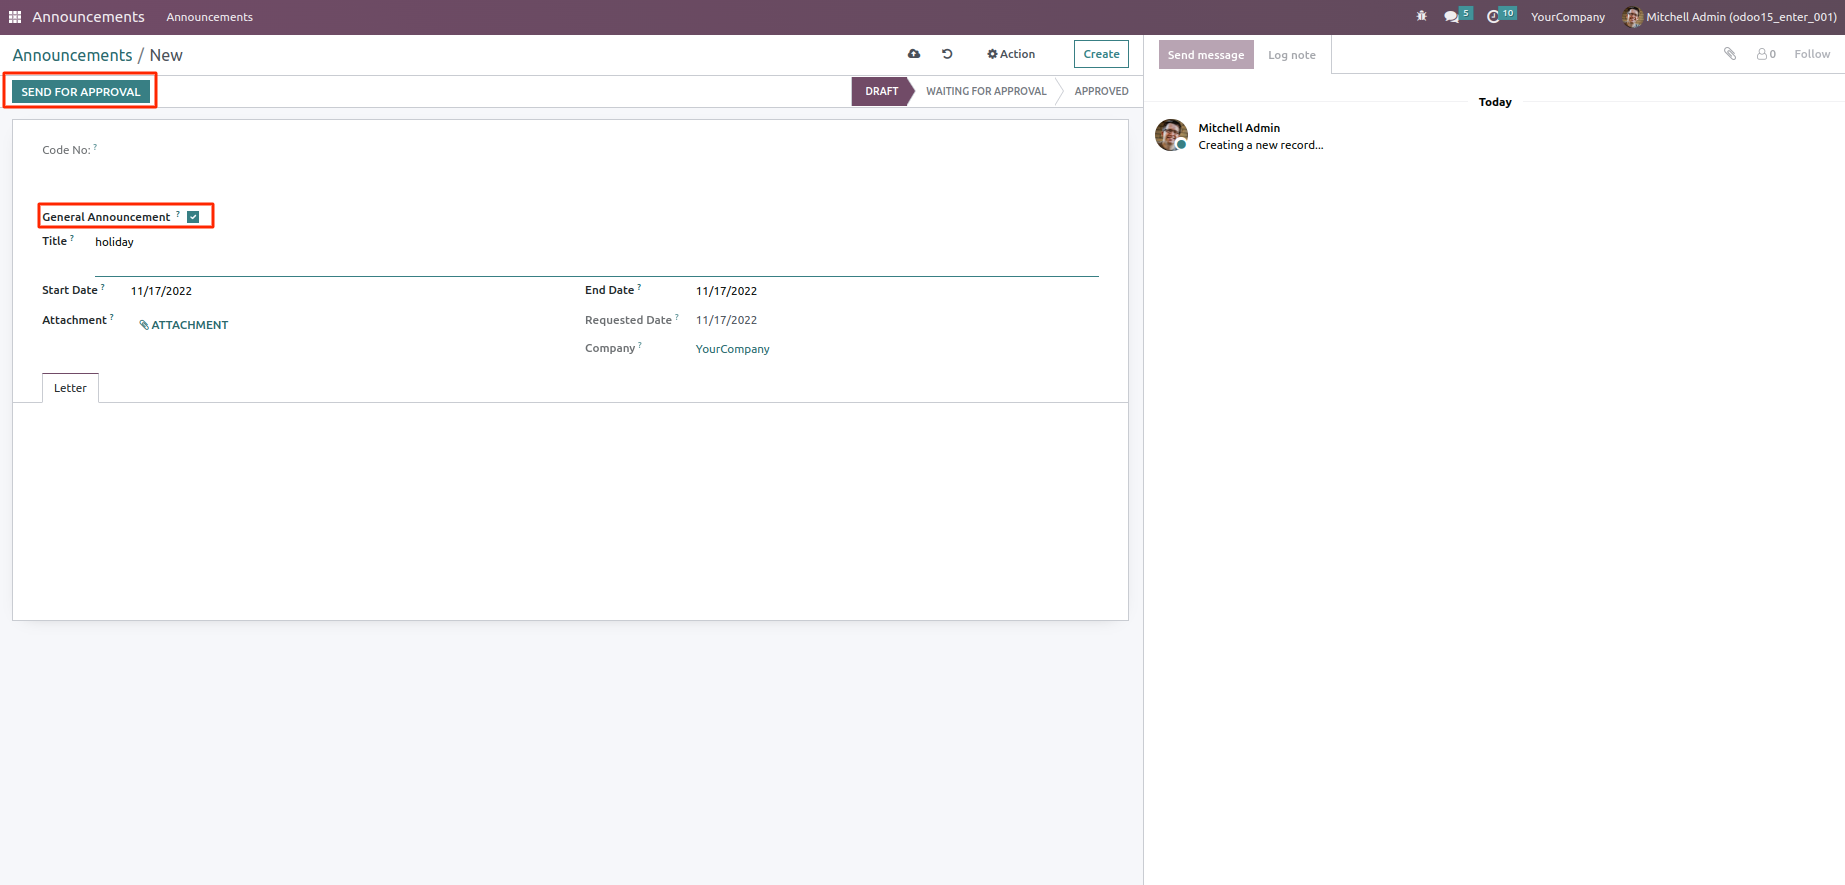 Announcements Announcements 5 10 YourCompany Mitchell Admin (odoo15_enter_001)
Announcements / New Action Create
SEND FOR APPROVAL DRAFT WAITING FOR APPROVAL APPROVED
Code No: ?
General Announcement ?
Title ? holiday
Start Date ? 11/17/2022 End Date ? 11/17/2022
Attachment ? ATTACHMENT Requested Date ? 11/17/2022
Company ? YourCompany
Letter
Send message Log note 0 Follow
Today
Mitchell Admin
Creating a new record...